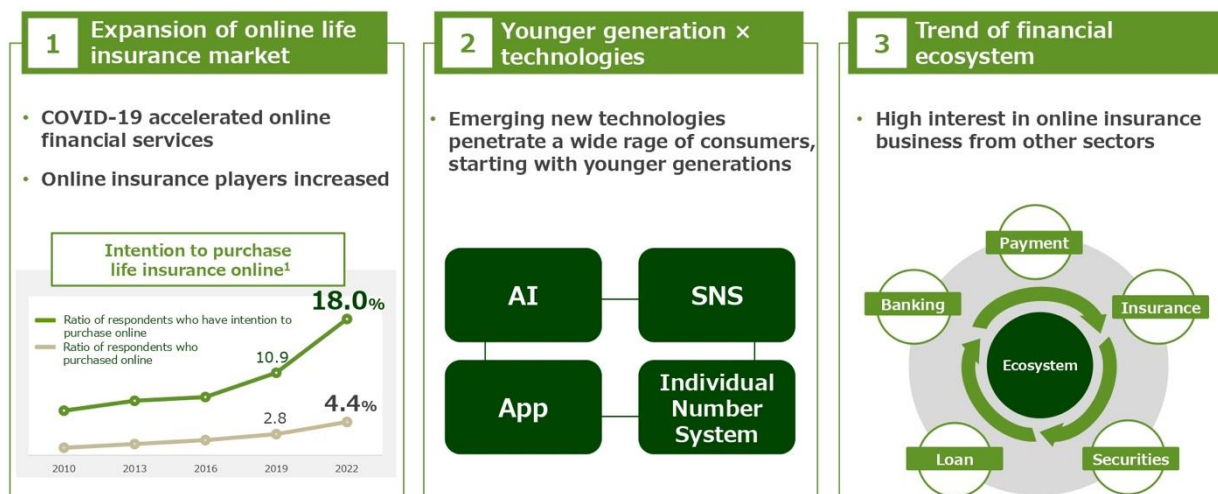 1
Expansion of online life
insurance market
• COVID-19 accelerated online
financial services
• Online insurance players increased
Intention to purchase
life insurance online¹
18.0%
Ratio of respondents who have intention to
purchase online
Ratio of respondents who
purchased online
10.9
2.8
4.4%
2010 2013 2016 2019 2022
2
Younger generation ×
technologies
• Emerging new technologies
penetrate a wide rage of consumers,
starting with younger generations
AI
SNS
App
Individual
Number
System
3
Trend of financial
ecosystem
• High interest in online insurance
business from other sectors
Payment
Banking
Insurance
Ecosystem
Loan
Securities